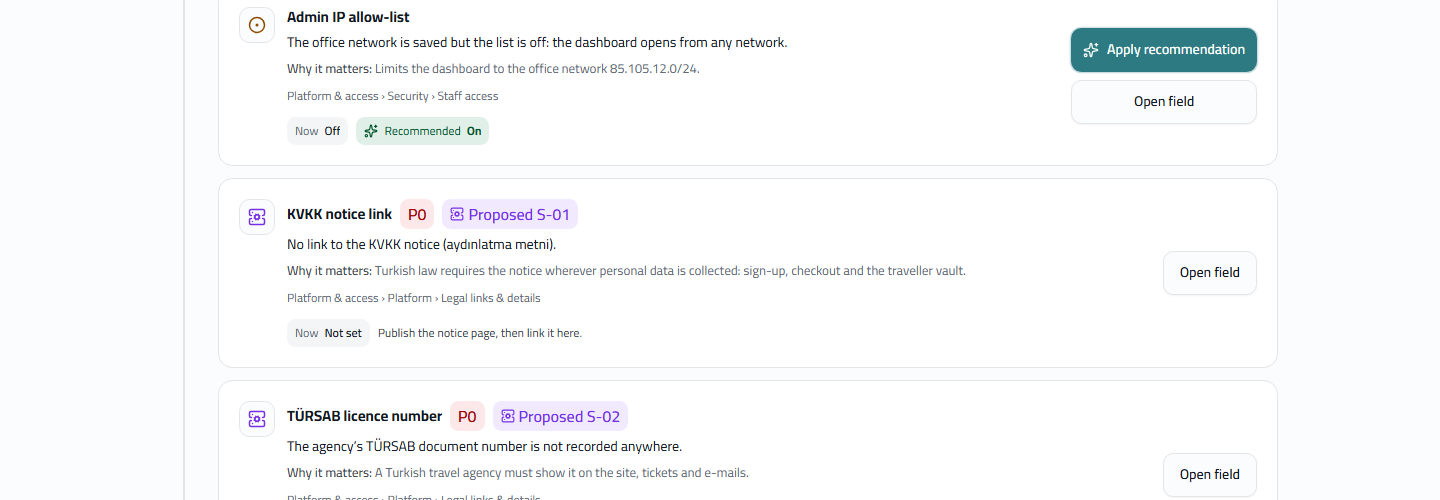 Admin IP allow-list
The office network is saved but the list is off: the dashboard opens from any network.
Why it matters: Limits the dashboard to the office network 85.105.12.0/24.
Platform & access › Security › Staff access
Now Off Recommended On
Apply recommendation
Open field
KVKK notice link P0 Proposed S-01
No link to the KVKK notice (aydınlatma metni).
Why it matters: Turkish law requires the notice wherever personal data is collected: sign-up, checkout and the traveller vault.
Platform & access › Platform › Legal links & details
Now Not set Publish the notice page, then link it here.
Open field
TÜRSAB licence number P0 Proposed S-02
The agency’s TÜRSAB document number is not recorded anywhere.
Why it matters: A Turkish travel agency must show it on the site, tickets and e-mails.
Platform & access › Platform › Legal links & details
Open field